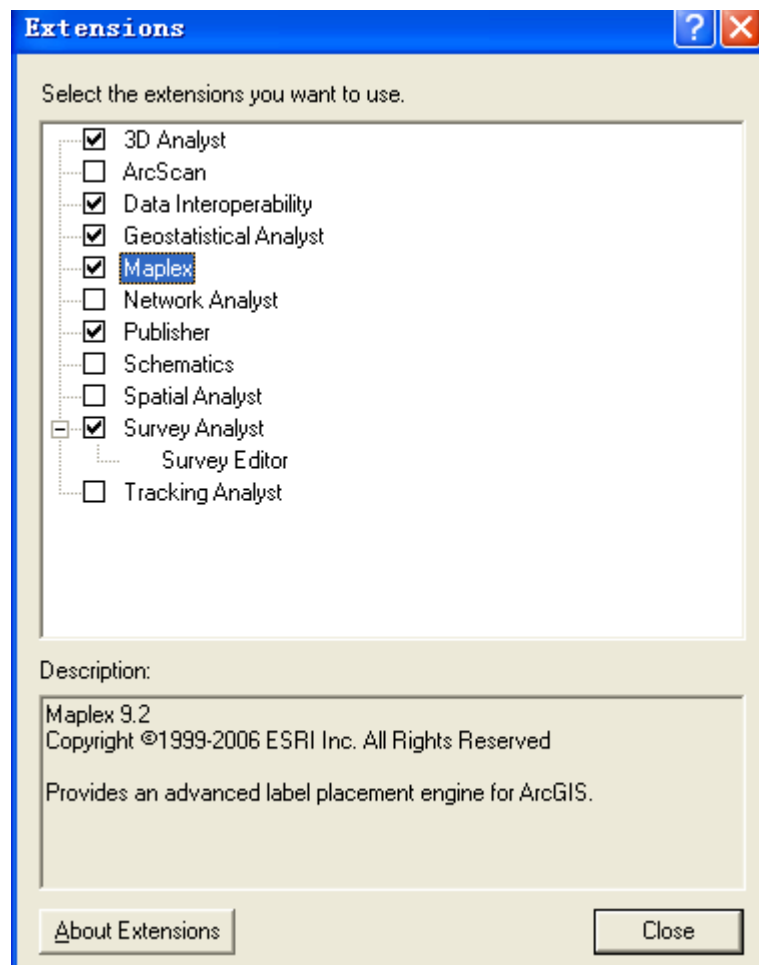 Extensions
Select the extensions you want to use.
3D Analyst
ArcScan
Data Interoperability
Geostatistical Analyst
Maplex
Network Analyst
Publisher
Schematics
Spatial Analyst
Survey Analyst
Survey Editor
Tracking Analyst
Description:
Maplex 9.2
Copyright ©1999-2006 ESRI Inc. All Rights Reserved
Provides an advanced label placement engine for ArcGIS.
About Extensions
Close